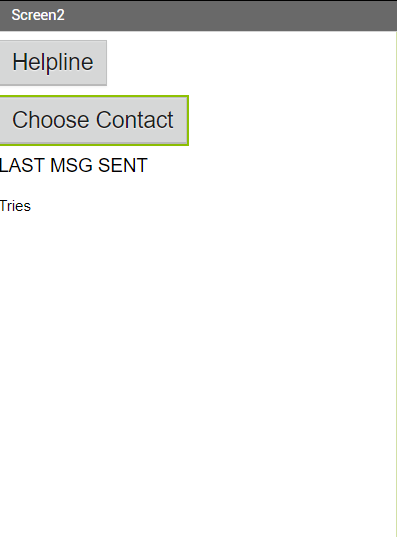 Screen2
Helpline
Choose Contact
LAST MSG SENT
Tries